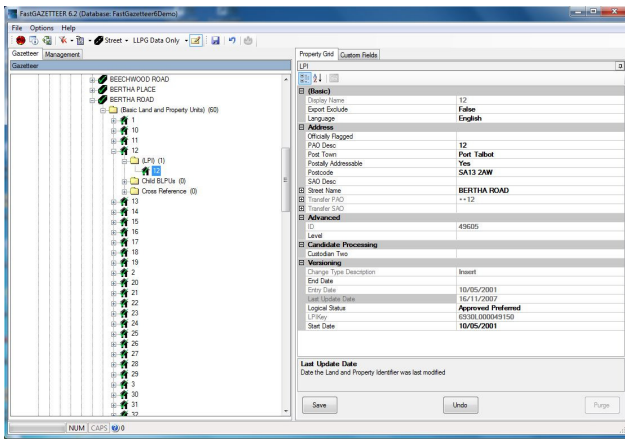 FastGAZETTEER 6.2 (Database: FastGazetteer6Demo)
File Options Help
Street LLPG Data Only
Gazetteer Management
Gazetteer
BEECHWOOD ROAD
BERTHA PLACE
BERTHA ROAD
(Basic Land and Property Units) (60)
1
10
11
12
(LPI) (1)
12
Child BLPUs (0)
Cross Reference (0)
13
14
15
16
17
18
19
2
20
21
22
23
24
25
26
27
28
29
3
30
31
32
Property Grid Custom Fields
LPI
(Basic)
Display Name 12
Export Exclude False
Language English
Address
Officially Flagged
PAO Desc 12
Post Town Port Talbot
Postally Addressable Yes
Postcode SA13 2AW
SAO Desc
Street Name BERTHA ROAD
Transfer PAO **12
Transfer SAO
Advanced
ID 49605
Level
Candidate Processing
Custodian Two
Versioning
Change Type Description Insert
End Date
Entry Date 10/05/2001
Last Update Date 16/11/2007
Logical Status Approved Preferred
LPIKey 6930L000049150
Start Date 10/05/2001
Last Update Date
Date the Land and Property Identifier was last modified
Save Undo Purge
NUM CAPS 0